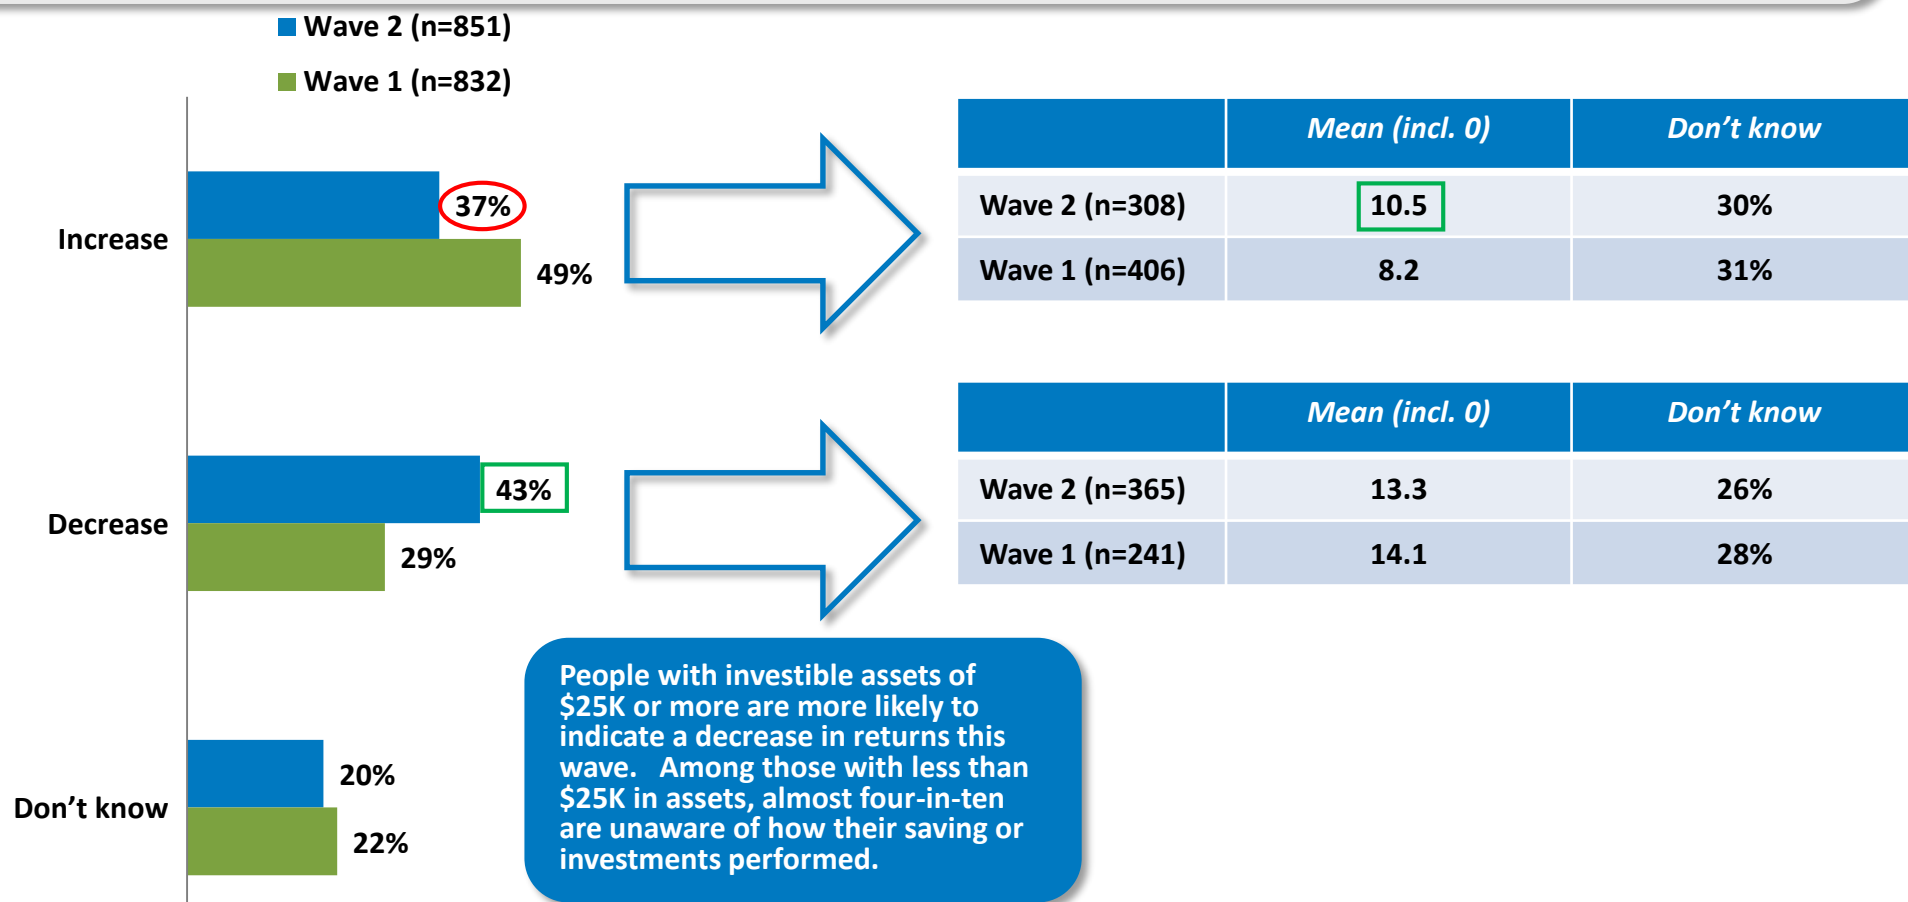 Wave 2 (n=851)
Wave 1 (n=832)
Increase
37%
49%
Mean (incl. 0) Don’t know
Wave 2 (n=308) 10.5 30%
Wave 1 (n=406) 8.2 31%
Decrease
43%
29%
Mean (incl. 0) Don’t know
Wave 2 (n=365) 13.3 26%
Wave 1 (n=241) 14.1 28%
Don’t know
20%
22%
People with investible assets of
$25K or more are more likely to
indicate a decrease in returns this
wave.   Among those with less than
$25K in assets, almost four-in-ten
are unaware of how their saving or
investments performed.